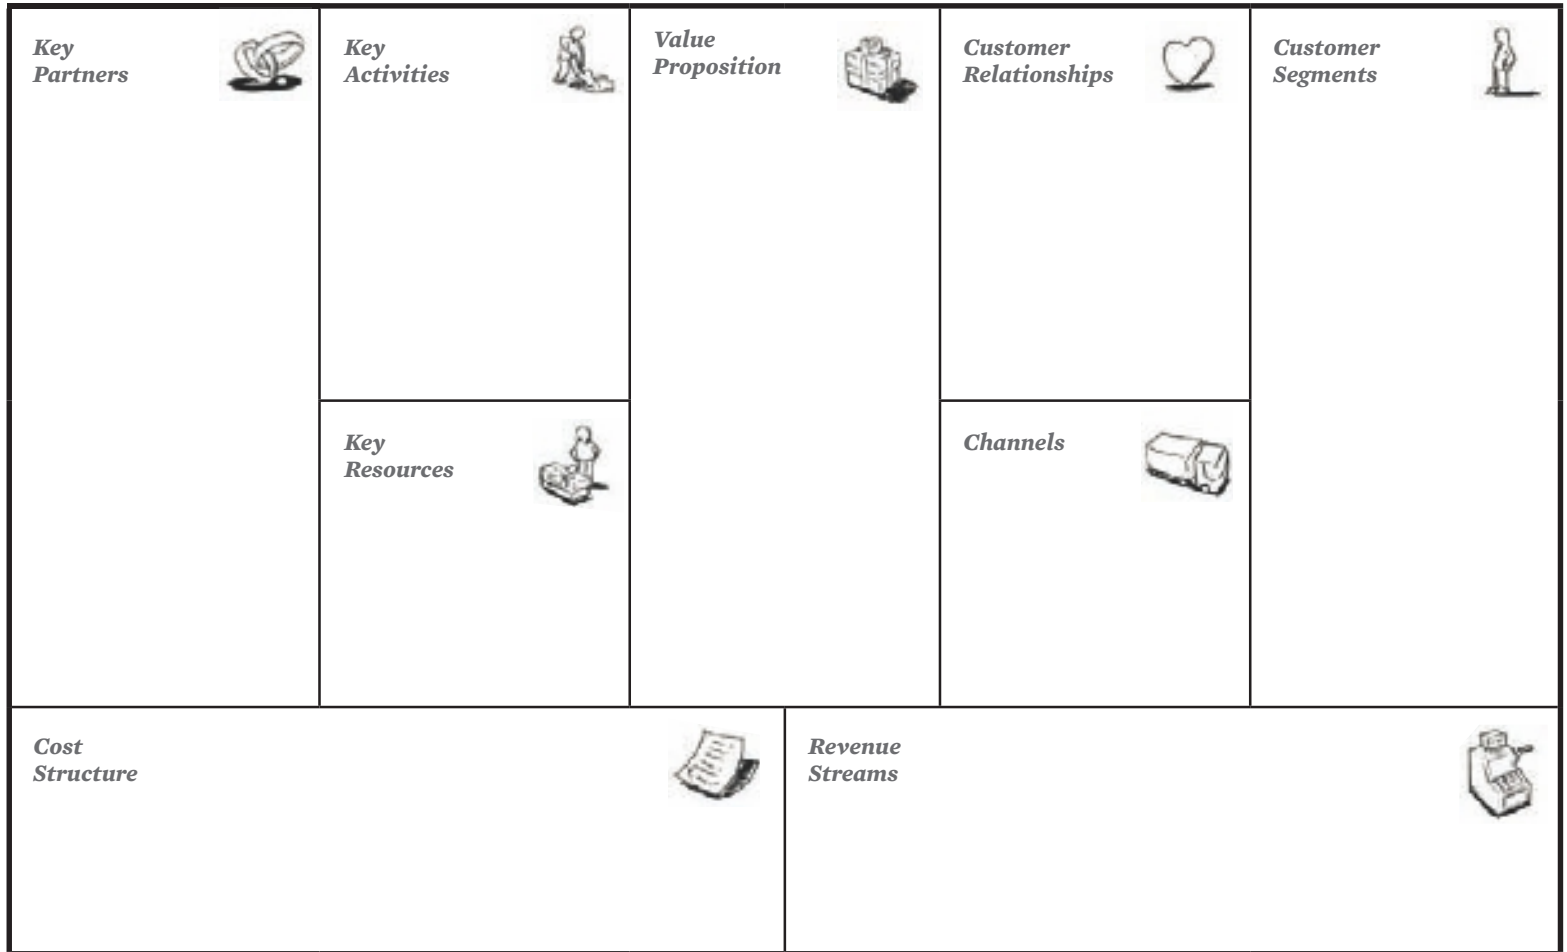 Key
Partners
Key
Activities
Value
Proposition
Customer
Relationships
Customer
Segments
Key
Resources
Channels
Cost
Structure
Revenue
Streams